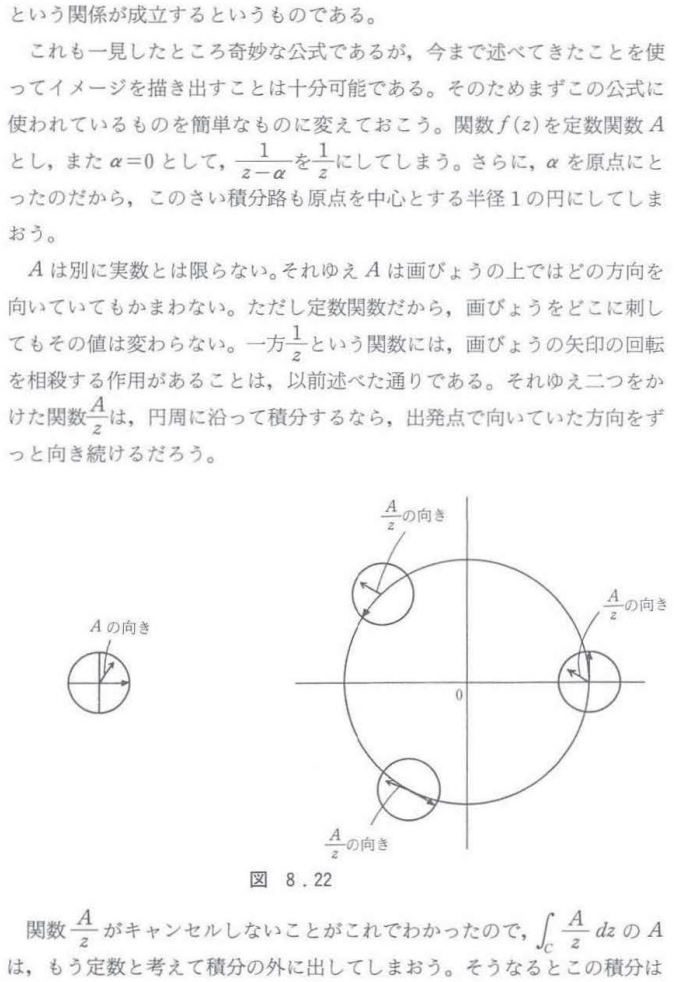 という関係が成立するというものである。
これも一見したところ奇妙な公式であるが，今まで述べてきたことを使
ってイメージを描き出すことは十分可能である。そのためまずこの公式に
使われているものを簡単なものに変えておこう。関数 f(z) を定数関数 A
とし，また α=0 として，1/(z−α) を 1/z にしてしまう。さらに，α を原点にと
ったのだから，このさい積分路も原点を中心とする半径 1 の円にしてしま
おう。
A は別に実数とは限らない。それゆえ A は画びょうの上ではどの方向を
向いていてもかまわない。ただし定数関数だから，画びょうをどこに刺し
てもその値は変わらない。一方 1/z という関数には，画びょうの矢印の回転
を相殺する作用があることは，以前述べた通りである。それゆえ二つをか
けた関数 A/z は，円周に沿って積分するなら，出発点で向いていた方向をず
っと向き続けるだろう。
A/z の向き
A/z の向き
A の向き
0
A/z の向き
図 8.22
関数 A/z がキャンセルしないことがこれでわかったので，∫_C A/z dz の A
は，もう定数と考えて積分の外に出してしまおう。そうなるとこの積分は